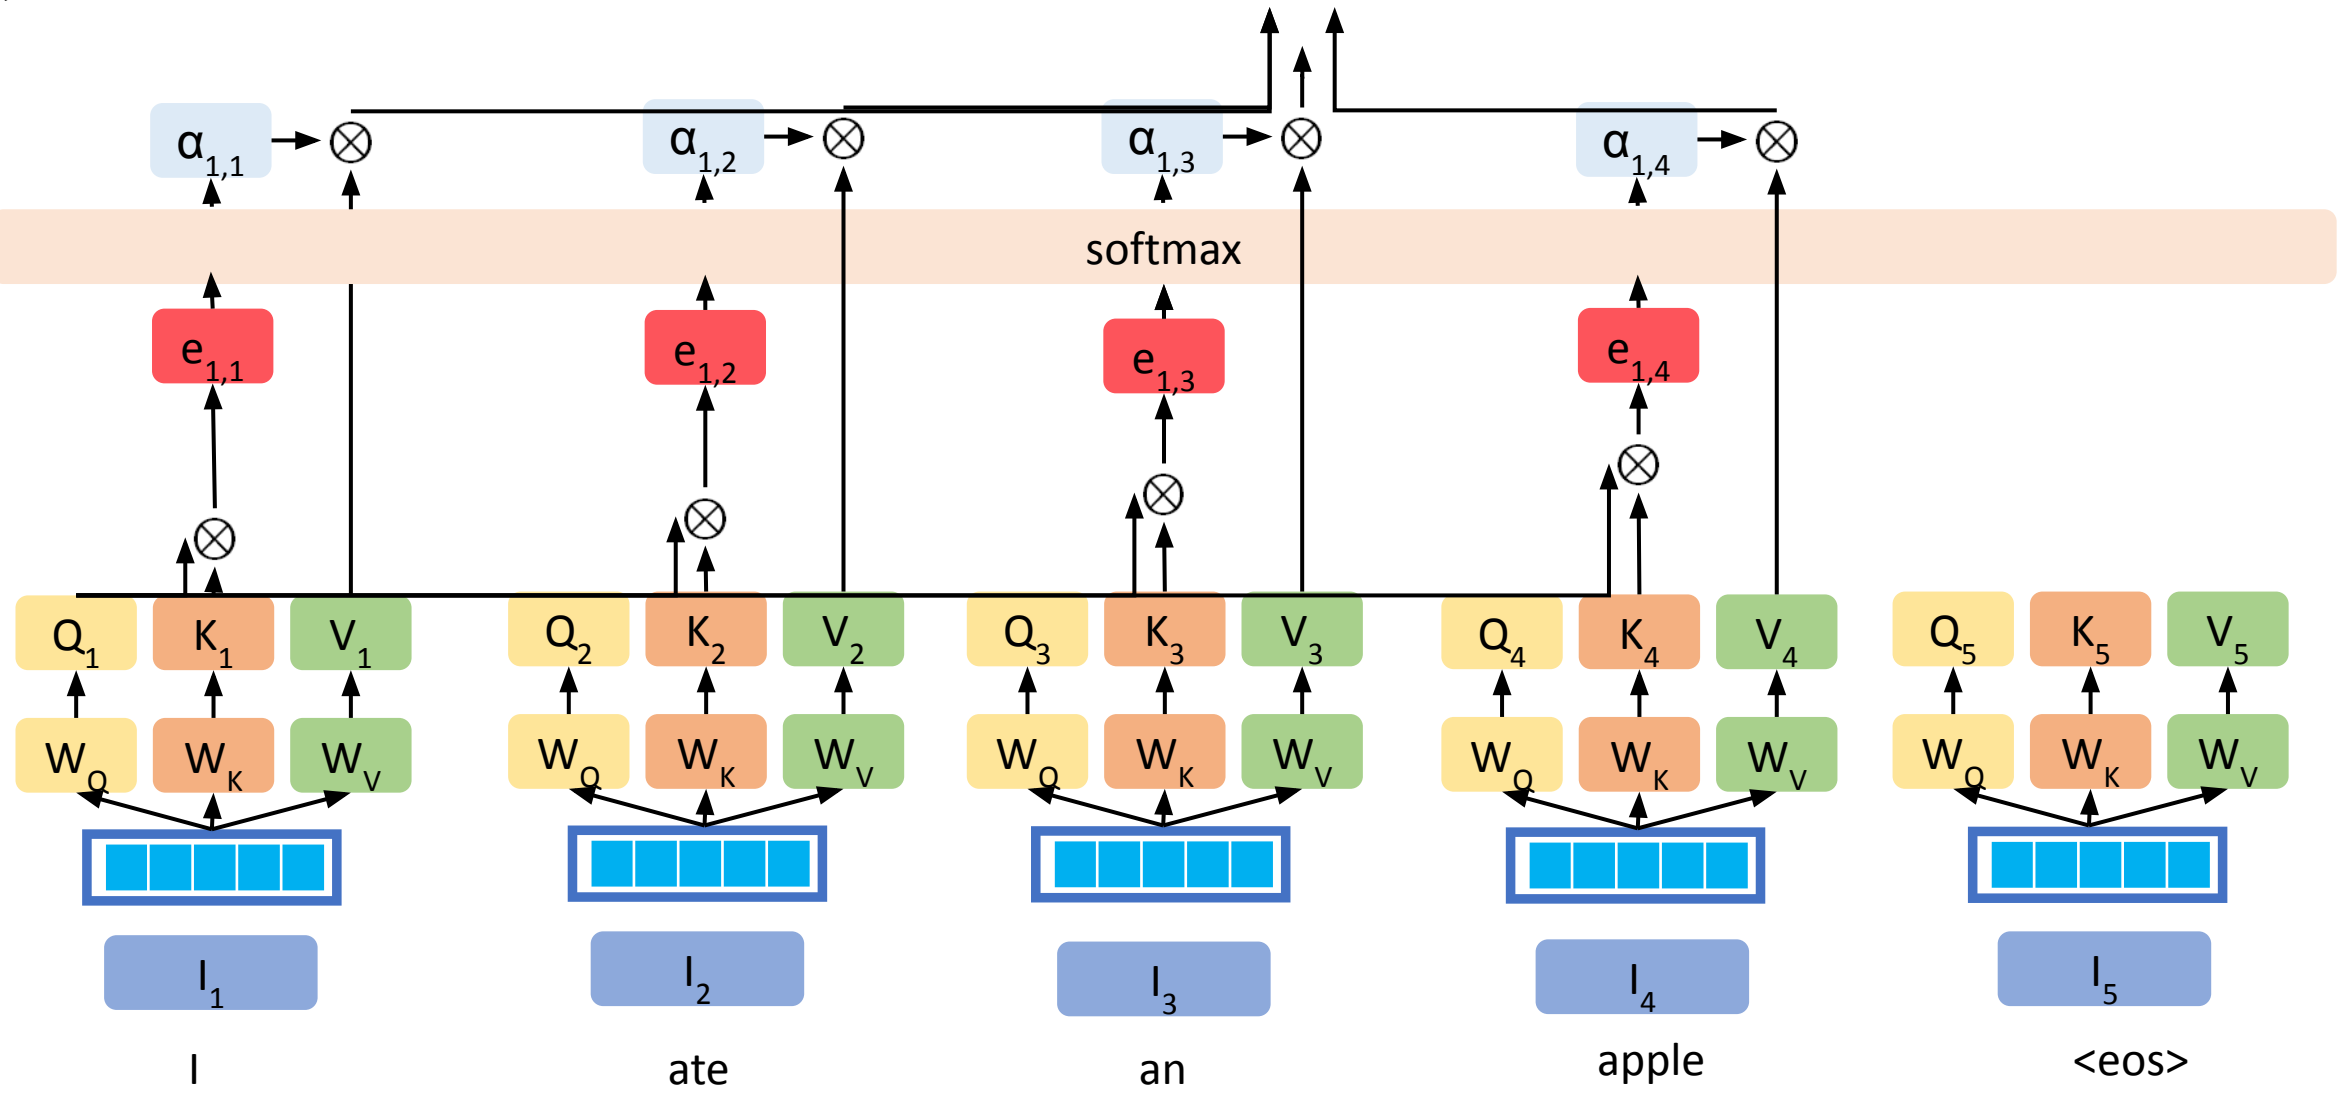 α1,1 α1,2 α1,3 α1,4
softmax
e1,1 e1,2 e1,3 e1,4
Q1 K1 V1 Q2 K2 V2 Q3 K3 V3 Q4 K4 V4 Q5 K5 V5
WQ WK WV WQ WK WV WQ WK WV WQ WK WV WQ WK WV
I1 I2 I3 I4 I5
I ate an apple <eos>